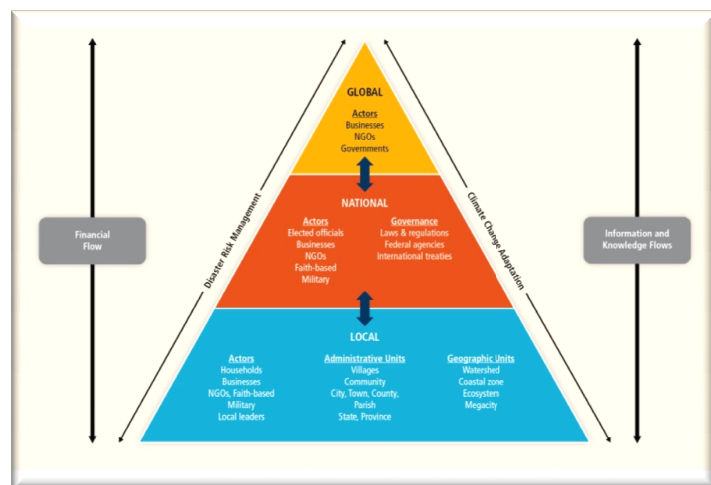 GLOBAL
Actors
Businesses
NGOs
Governments
NATIONAL
Actors
Elected officials
Businesses
NGOs
Faith-based
Military
Governance
Laws & regulations
Federal agencies
International treaties
LOCAL
Actors
Households
Businesses
NGOs, Faith-based
Military
Local leaders
Administrative Units
Villages
Community
City, Town, County,
Parish
State, Province
Geographic Units
Watershed
Coastal zone
Ecosystem
Megacity
Financial
Flow
Disaster Risk Management
Climate Change Adaptation
Information and
Knowledge Flows